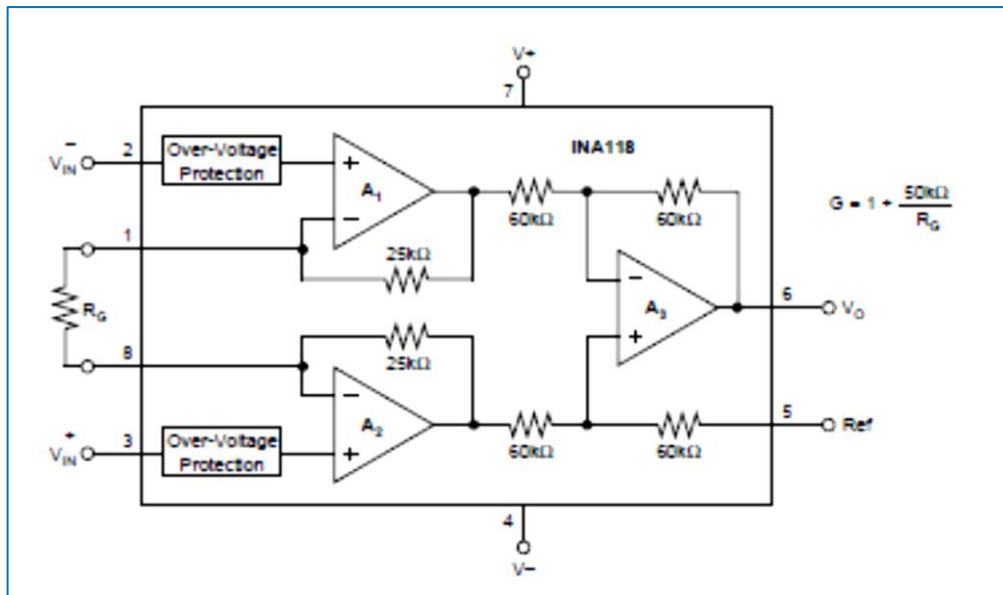 V+
7
INA118
V−IN
2
Over-Voltage
Protection
A1
+
−
60kΩ
60kΩ
G = 1 + 50kΩ / RG
1
25kΩ
RG
−
A3
+
6
VO
8
25kΩ
−
A2
+
V+IN
3
Over-Voltage
Protection
60kΩ
60kΩ
5
Ref
4
V−